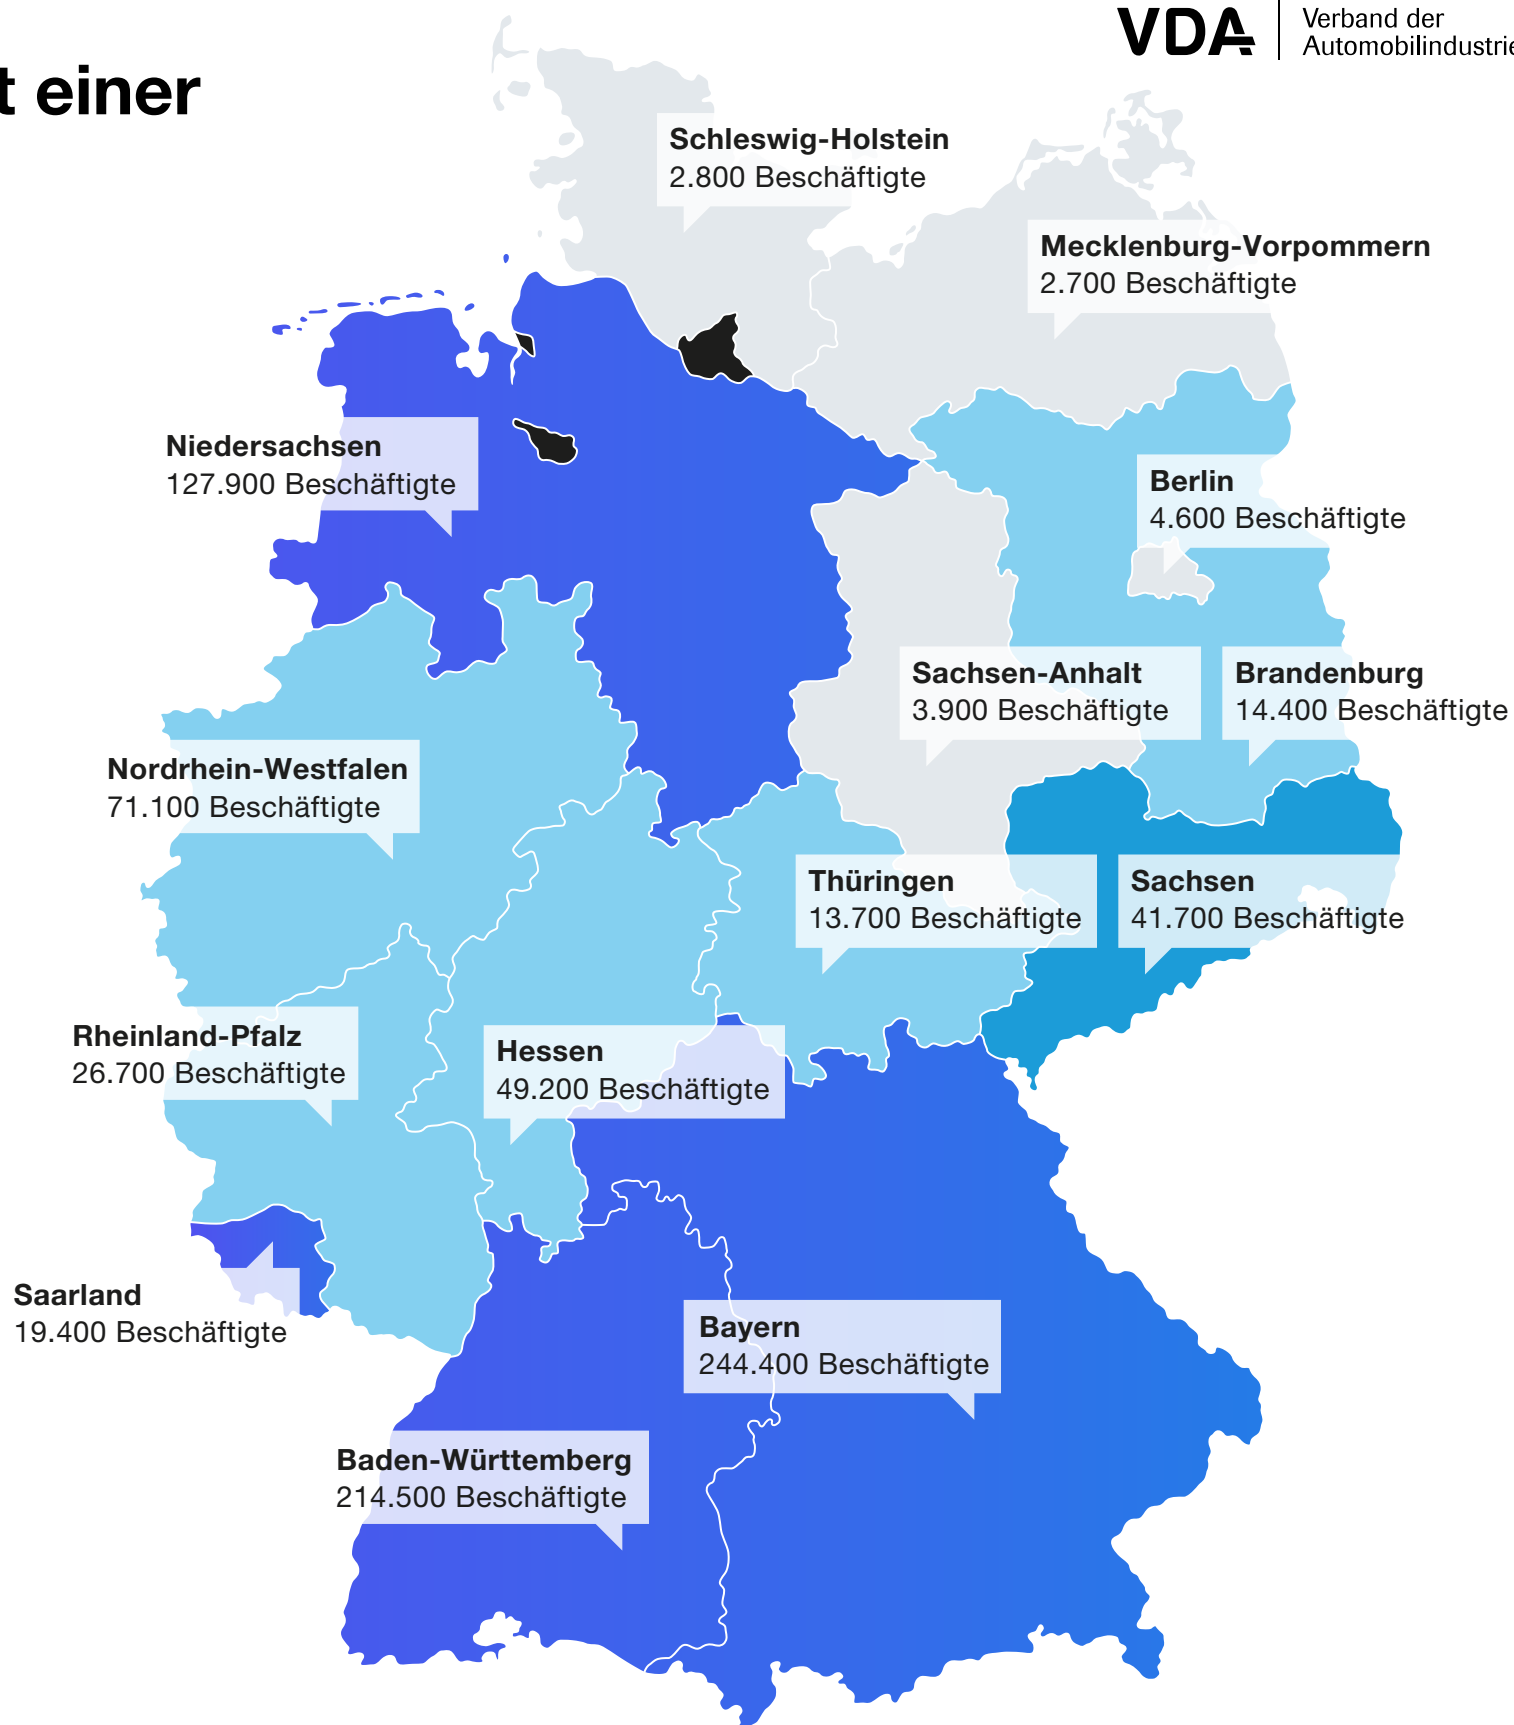 VDA
Verband der
Automobilindustrie
t einer
Schleswig-Holstein
2.800 Beschäftigte
Mecklenburg-Vorpommern
2.700 Beschäftigte
Niedersachsen
127.900 Beschäftigte
Berlin
4.600 Beschäftigte
Sachsen-Anhalt
3.900 Beschäftigte
Brandenburg
14.400 Beschäftigte
Nordrhein-Westfalen
71.100 Beschäftigte
Thüringen
13.700 Beschäftigte
Sachsen
41.700 Beschäftigte
Rheinland-Pfalz
26.700 Beschäftigte
Hessen
49.200 Beschäftigte
Saarland
19.400 Beschäftigte
Bayern
244.400 Beschäftigte
Baden-Württemberg
214.500 Beschäftigte